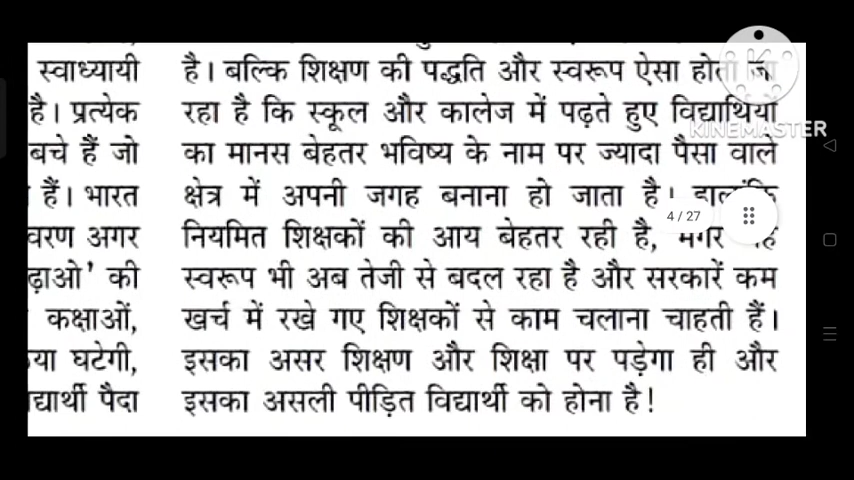 स्वाध्यायी
है। प्रत्येक
बचे हैं जो
हैं। भारत
वरण अगर
ढ़ाओ' की
कक्षाओं,
घटेगी,
पैदा
है। बल्कि शिक्षण की पद्धति और स्वरूप ऐसा होता जा
रहा है कि स्कूल और कालेज में पढ़ते हुए विद्यार्थियों
का मानस बेहतर भविष्य के नाम पर ज्यादा पैसा वाले
क्षेत्र में अपनी जगह बनाना हो जाता है। हालांकि
नियमित शिक्षकों की आय बेहतर रही है, मगर यह
स्वरूप भी अब तेजी से बदल रहा है और सरकारें कम
खर्च में रखे गए शिक्षकों से काम चलाना चाहती हैं।
इसका असर शिक्षण और शिक्षा पर पड़ेगा ही और
इसका असली पीड़ित विद्यार्थी को होना है!
4 / 27
KINEMASTER